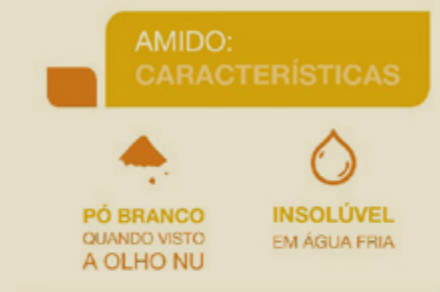 AMIDO:
CARACTERÍSTICAS
PÓ BRANCO
QUANDO VISTO
A OLHO NU
INSOLÚVEL
EM ÁGUA FRIA